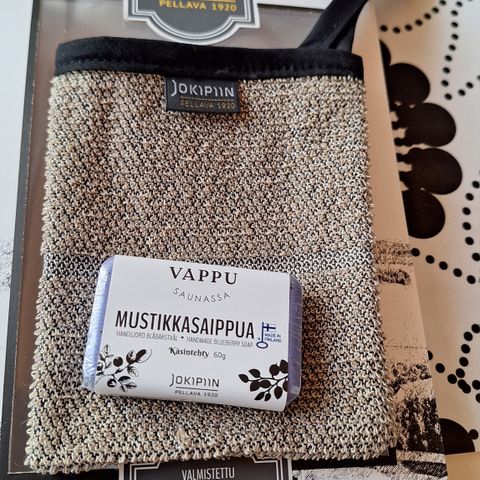 PELLAVA 1920
JOKIPIIN
PELLAVA 1920
VAPPU
SAUNASSA
MUSTIKKASAIPPUA
HANDGJORD BLÅBÄRSTVÅL • HANDMADE BLUEBERRY SOAP
MADE IN
FINLAND
Käsintehty 60g
JOKIPIIN
PELLAVA 1920
VALMISTETTU